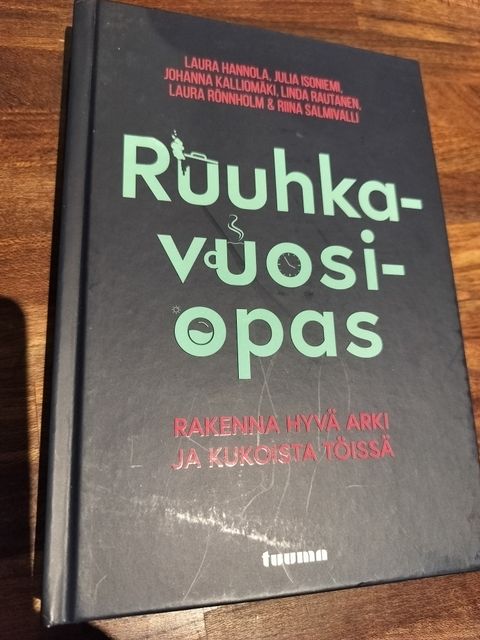 LAURA HANNOLA, JULIA ISONIEMI,
JOHANNA KALLIOMÄKI, LINDA RAUTANEN,
LAURA RÖNNHOLM & RIINA SALMIVALLI
Ruuhka-
vuosi-
opas
RAKENNA HYVÄ ARKI
JA KUKOISTA TÖISSÄ
tuuma